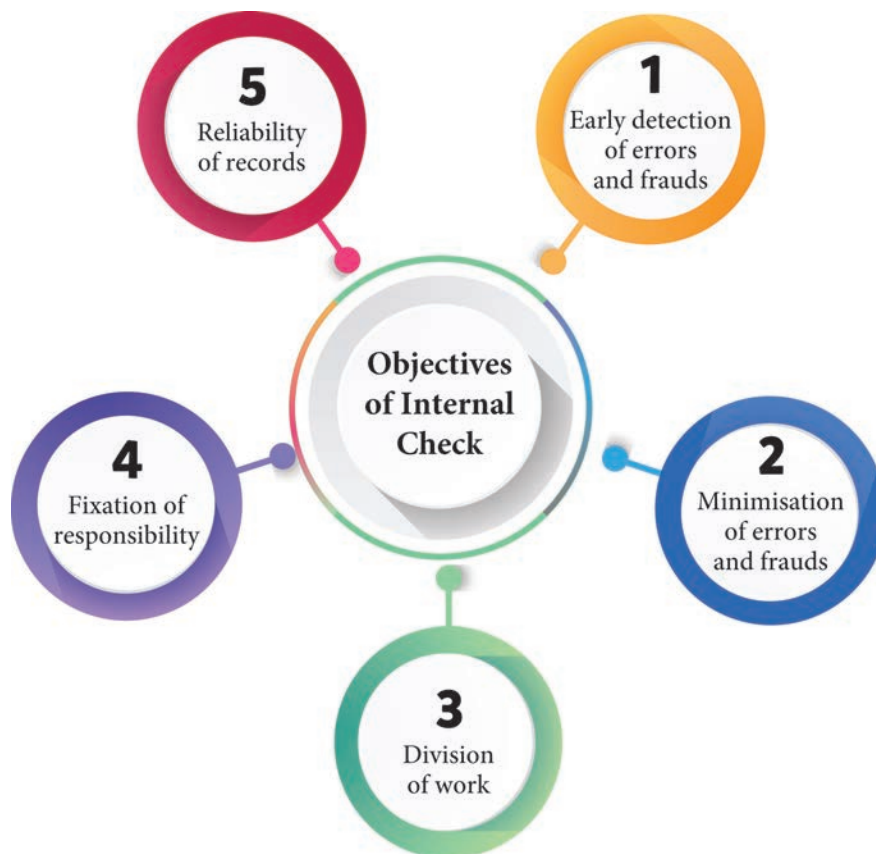 Objectives
of Internal
Check
1
Early detection
of errors
and frauds
2
Minimisation
of errors
and frauds
3
Division
of work
4
Fixation of
responsibility
5
Reliability
of records